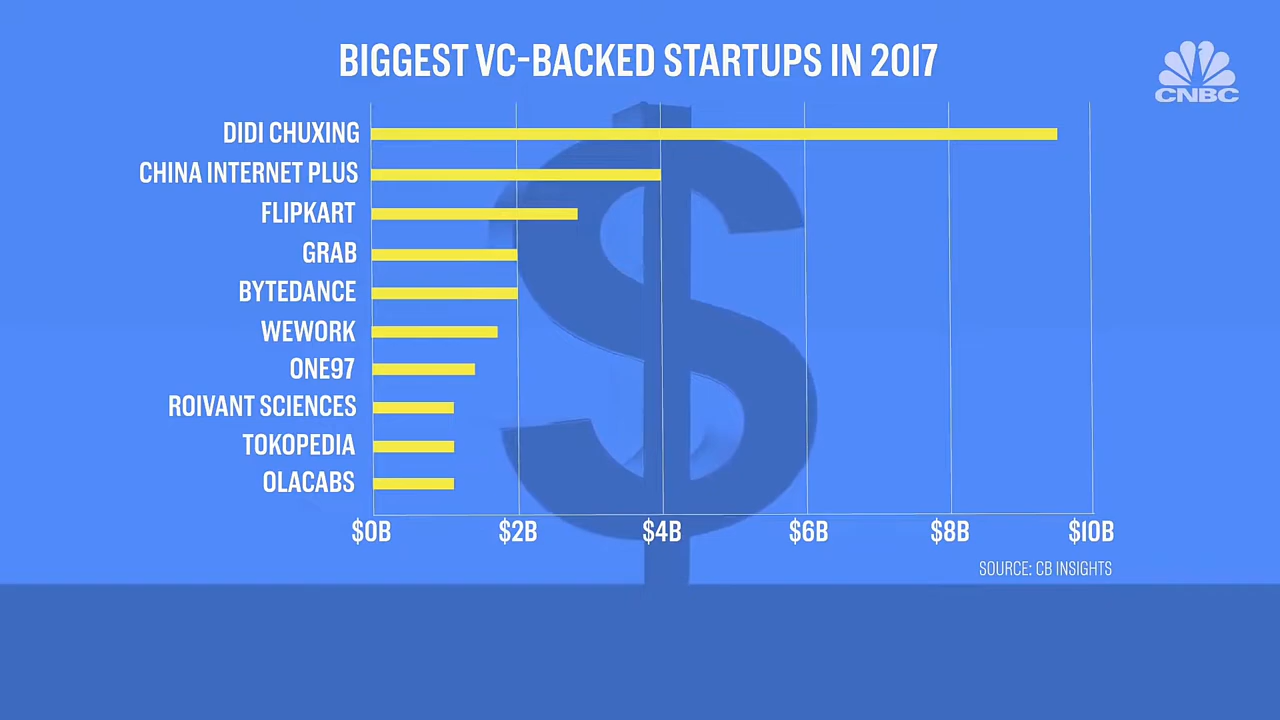 BIGGEST VC-BACKED STARTUPS IN 2017
CNBC
DIDI CHUXING
CHINA INTERNET PLUS
FLIPKART
GRAB
BYTEDANCE
WEWORK
ONE97
ROIVANT SCIENCES
TOKOPEDIA
OLACABS
$0B $2B $4B $6B $8B $10B
SOURCE: CB INSIGHTS